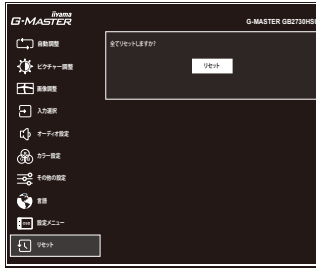 iiyama
G-MASTER
G-MASTER GB2730HS
自動調整
全てリセットしますか?
ピクチャー調整
リセット
画像調整
入力選択
オーディオ設定
カラー設定
その他の設定
言語
OSD
設定メニュー
リセット